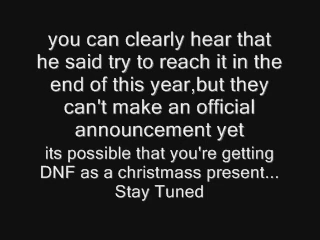 you can clearly hear that
he said try to reach it in the
end of this year,but they
can't make an official
announcement yet
its possible that you're getting
DNF as a christmass present...
Stay Tuned